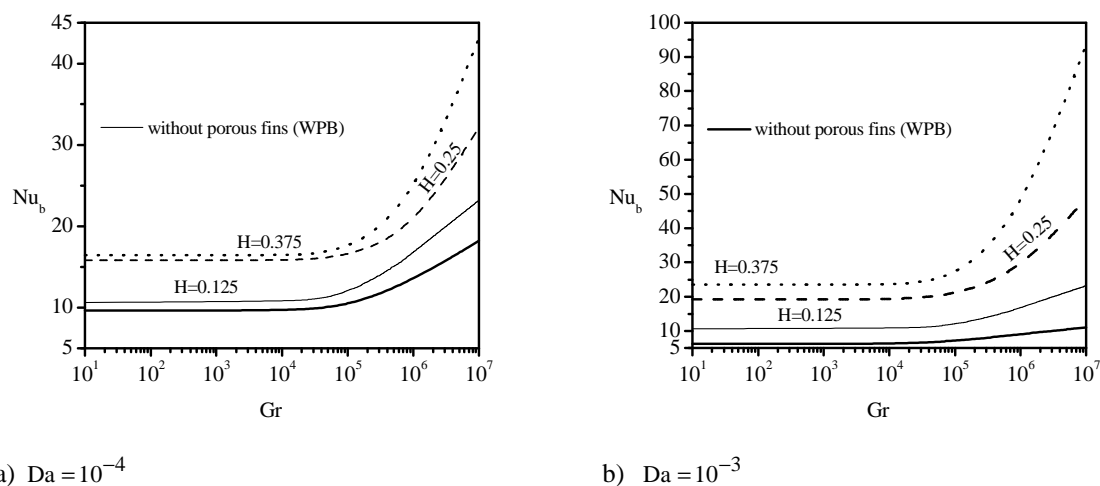 45
40
30
20
10
5
Nu_b
without porous fins (WPB)
H=0.25
H=0.375
H=0.125
10^1 10^2 10^3 10^4 10^5 10^6 10^7
Gr
a) Da = 10^−4
100
90
80
70
60
50
40
30
20
10
5
Nu_b
without porous fins (WPB)
H=0.25
H=0.375
H=0.125
10^1 10^2 10^3 10^4 10^5 10^6 10^7
Gr
b) Da = 10^−3